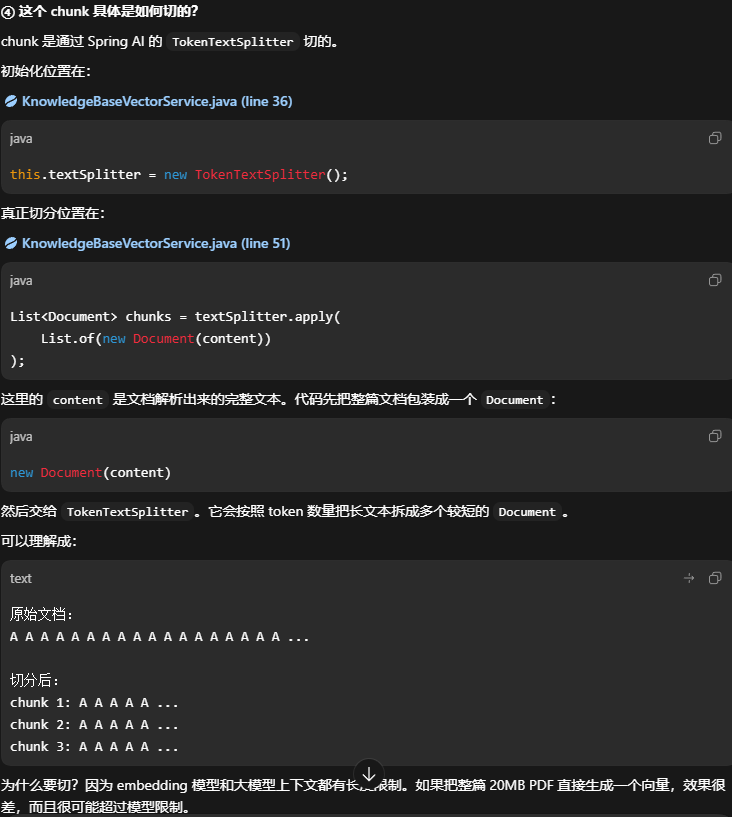 ④ 这个 chunk 具体是如何切的？
chunk 是通过 Spring AI 的 TokenTextSplitter 切的。
初始化位置在：
KnowledgeBaseVectorService.java (line 36)
java
this.textSplitter = new TokenTextSplitter();
真正切分位置在：
KnowledgeBaseVectorService.java (line 51)
java
List<Document> chunks = textSplitter.apply(
    List.of(new Document(content))
);
这里的 content 是文档解析出来的完整文本。代码先把整篇文档包装成一个 Document：
java
new Document(content)
然后交给 TokenTextSplitter。它会按照 token 数量把长文本拆成多个较短的 Document。
可以理解成：
text
原始文档：
A A A A A A A A A A A A A A A A A A ...
切分后：
chunk 1: A A A A A ...
chunk 2: A A A A A ...
chunk 3: A A A A A ...
为什么要切？因为 embedding 模型和大模型上下文都有长度限制。如果把整篇 20MB PDF 直接生成一个向量，效果很
差，而且很可能超过模型限制。